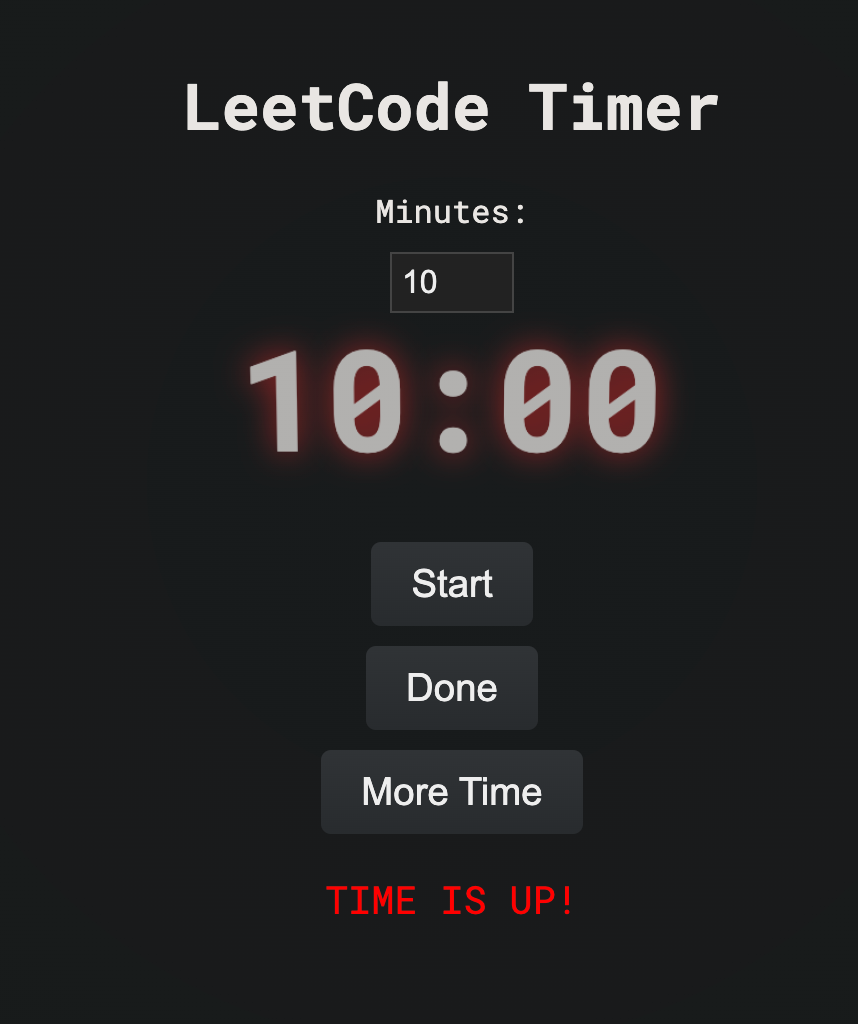 LeetCode Timer
Minutes:
10
10:00
Start
Done
More Time
TIME IS UP!